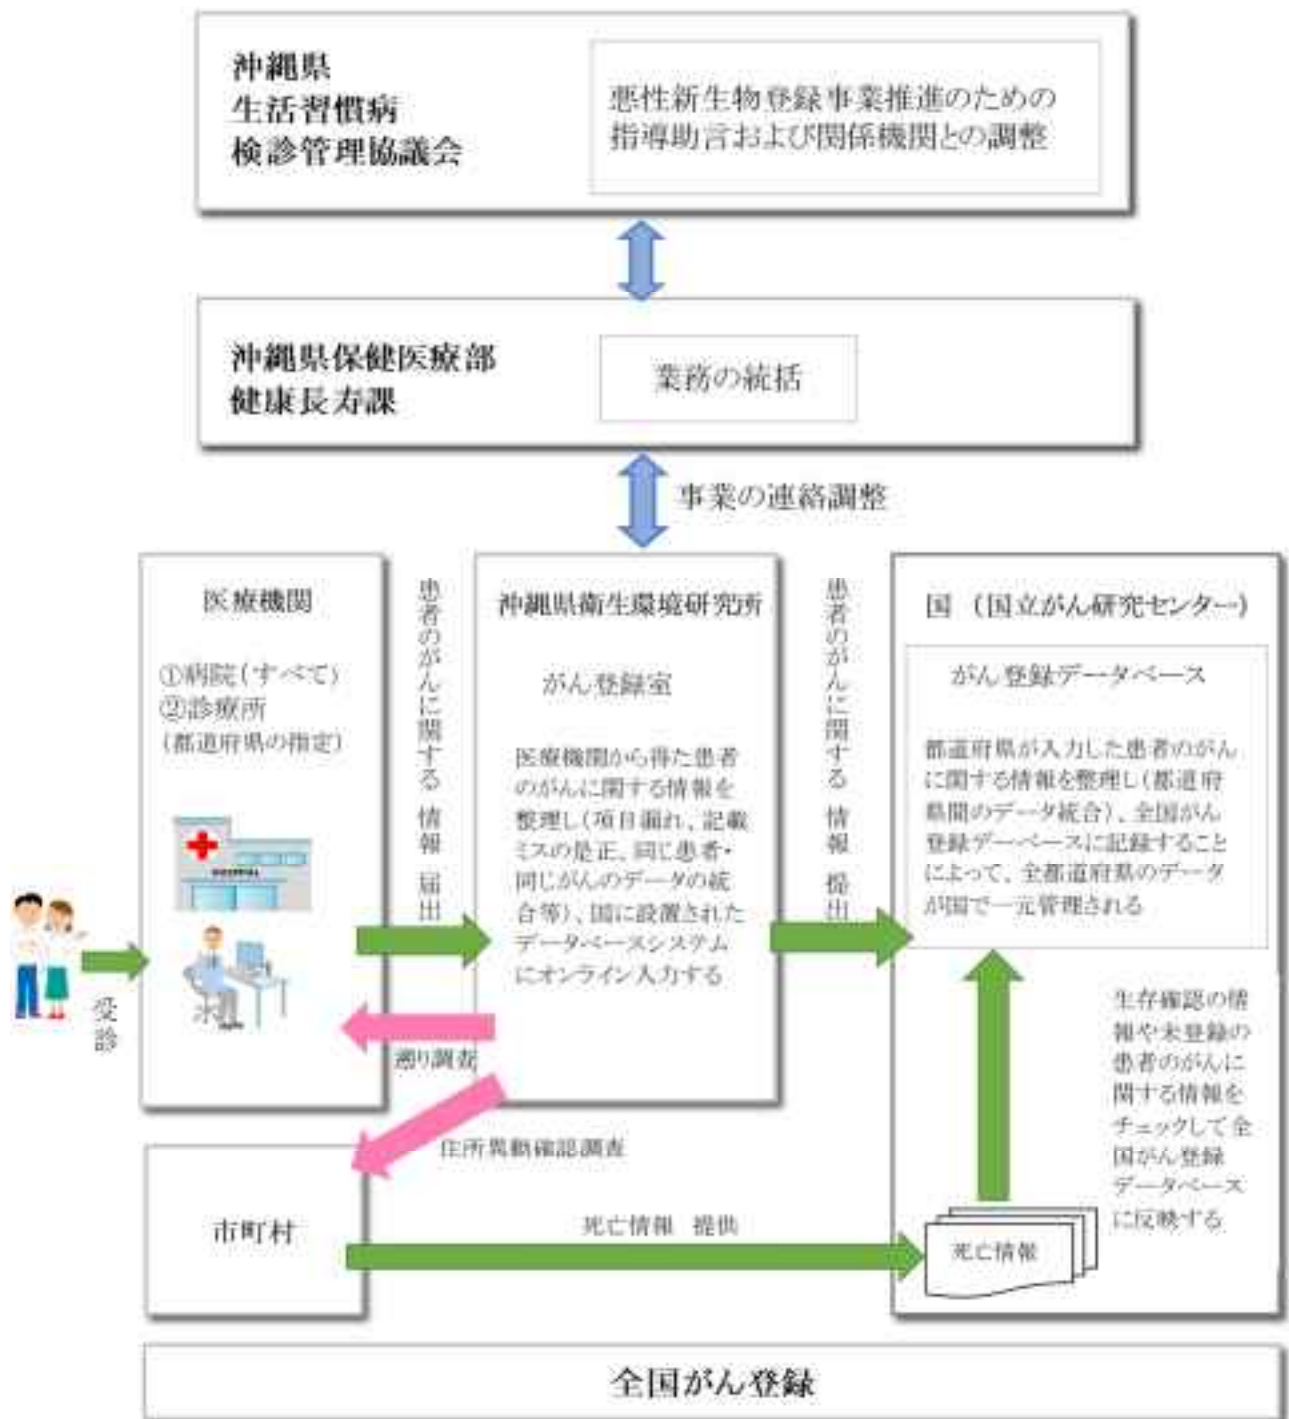 沖縄県
生活習慣病
検診管理協議会
悪性新生物登録事業推進のための
指導助言および関係機関との調整
沖縄県保健医療部
健康長寿課
業務の統括
事業の連絡調整
医療機関
①病院(すべて)
②診療所
(都道府県の指定)
HOSPITAL
受診
患者のがんに関する 情報 届出
沖縄県衛生環境研究所
がん登録室
医療機関から得た患者
のがんに関する情報を
整理し(項目漏れ、記載
ミスの是正、同じ患者・
同じがんのデータの統
合等)、国に設置された
データベースシステム
にオンライン入力する
遡り調査
住所異動確認調査
患者のがんに関する 情報 提出
国 (国立がん研究センター)
がん登録データベース
都道府県が入力した患者のがん
に関する情報を整理し(都道府
県間のデータ統合)、全国がん
登録デーベースに記録すること
によって、全都道府県のデータ
が国で一元管理される
生存確認の情
報や未登録の
患者のがんに
関する情報を
チェックして全
国がん登録
データベース
に反映する
市町村
死亡情報 提供
死亡情報
全国がん登録